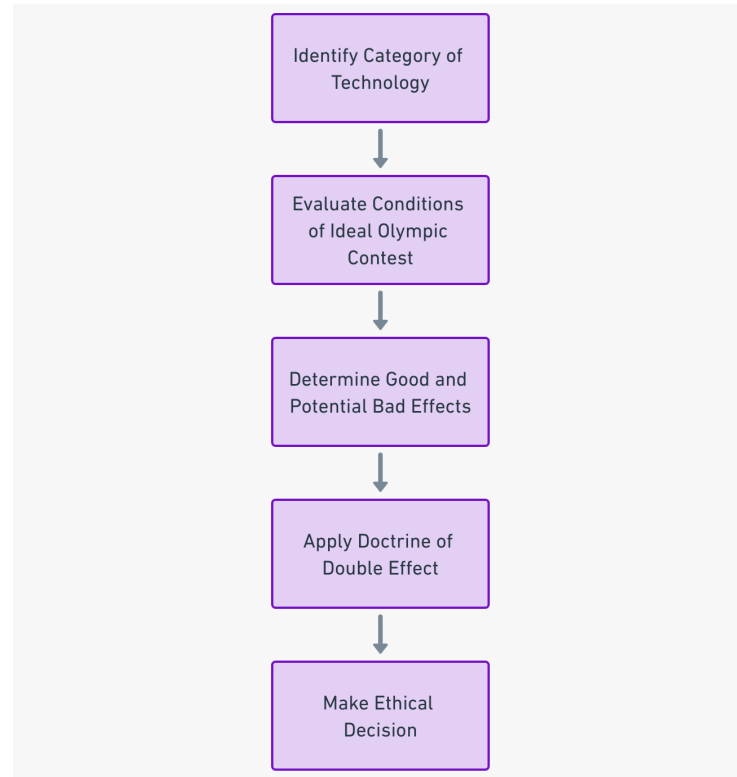 Identify Category of
Technology
Evaluate Conditions
of Ideal Olympic
Contest
Determine Good and
Potential Bad Effects
Apply Doctrine of
Double Effect
Make Ethical
Decision